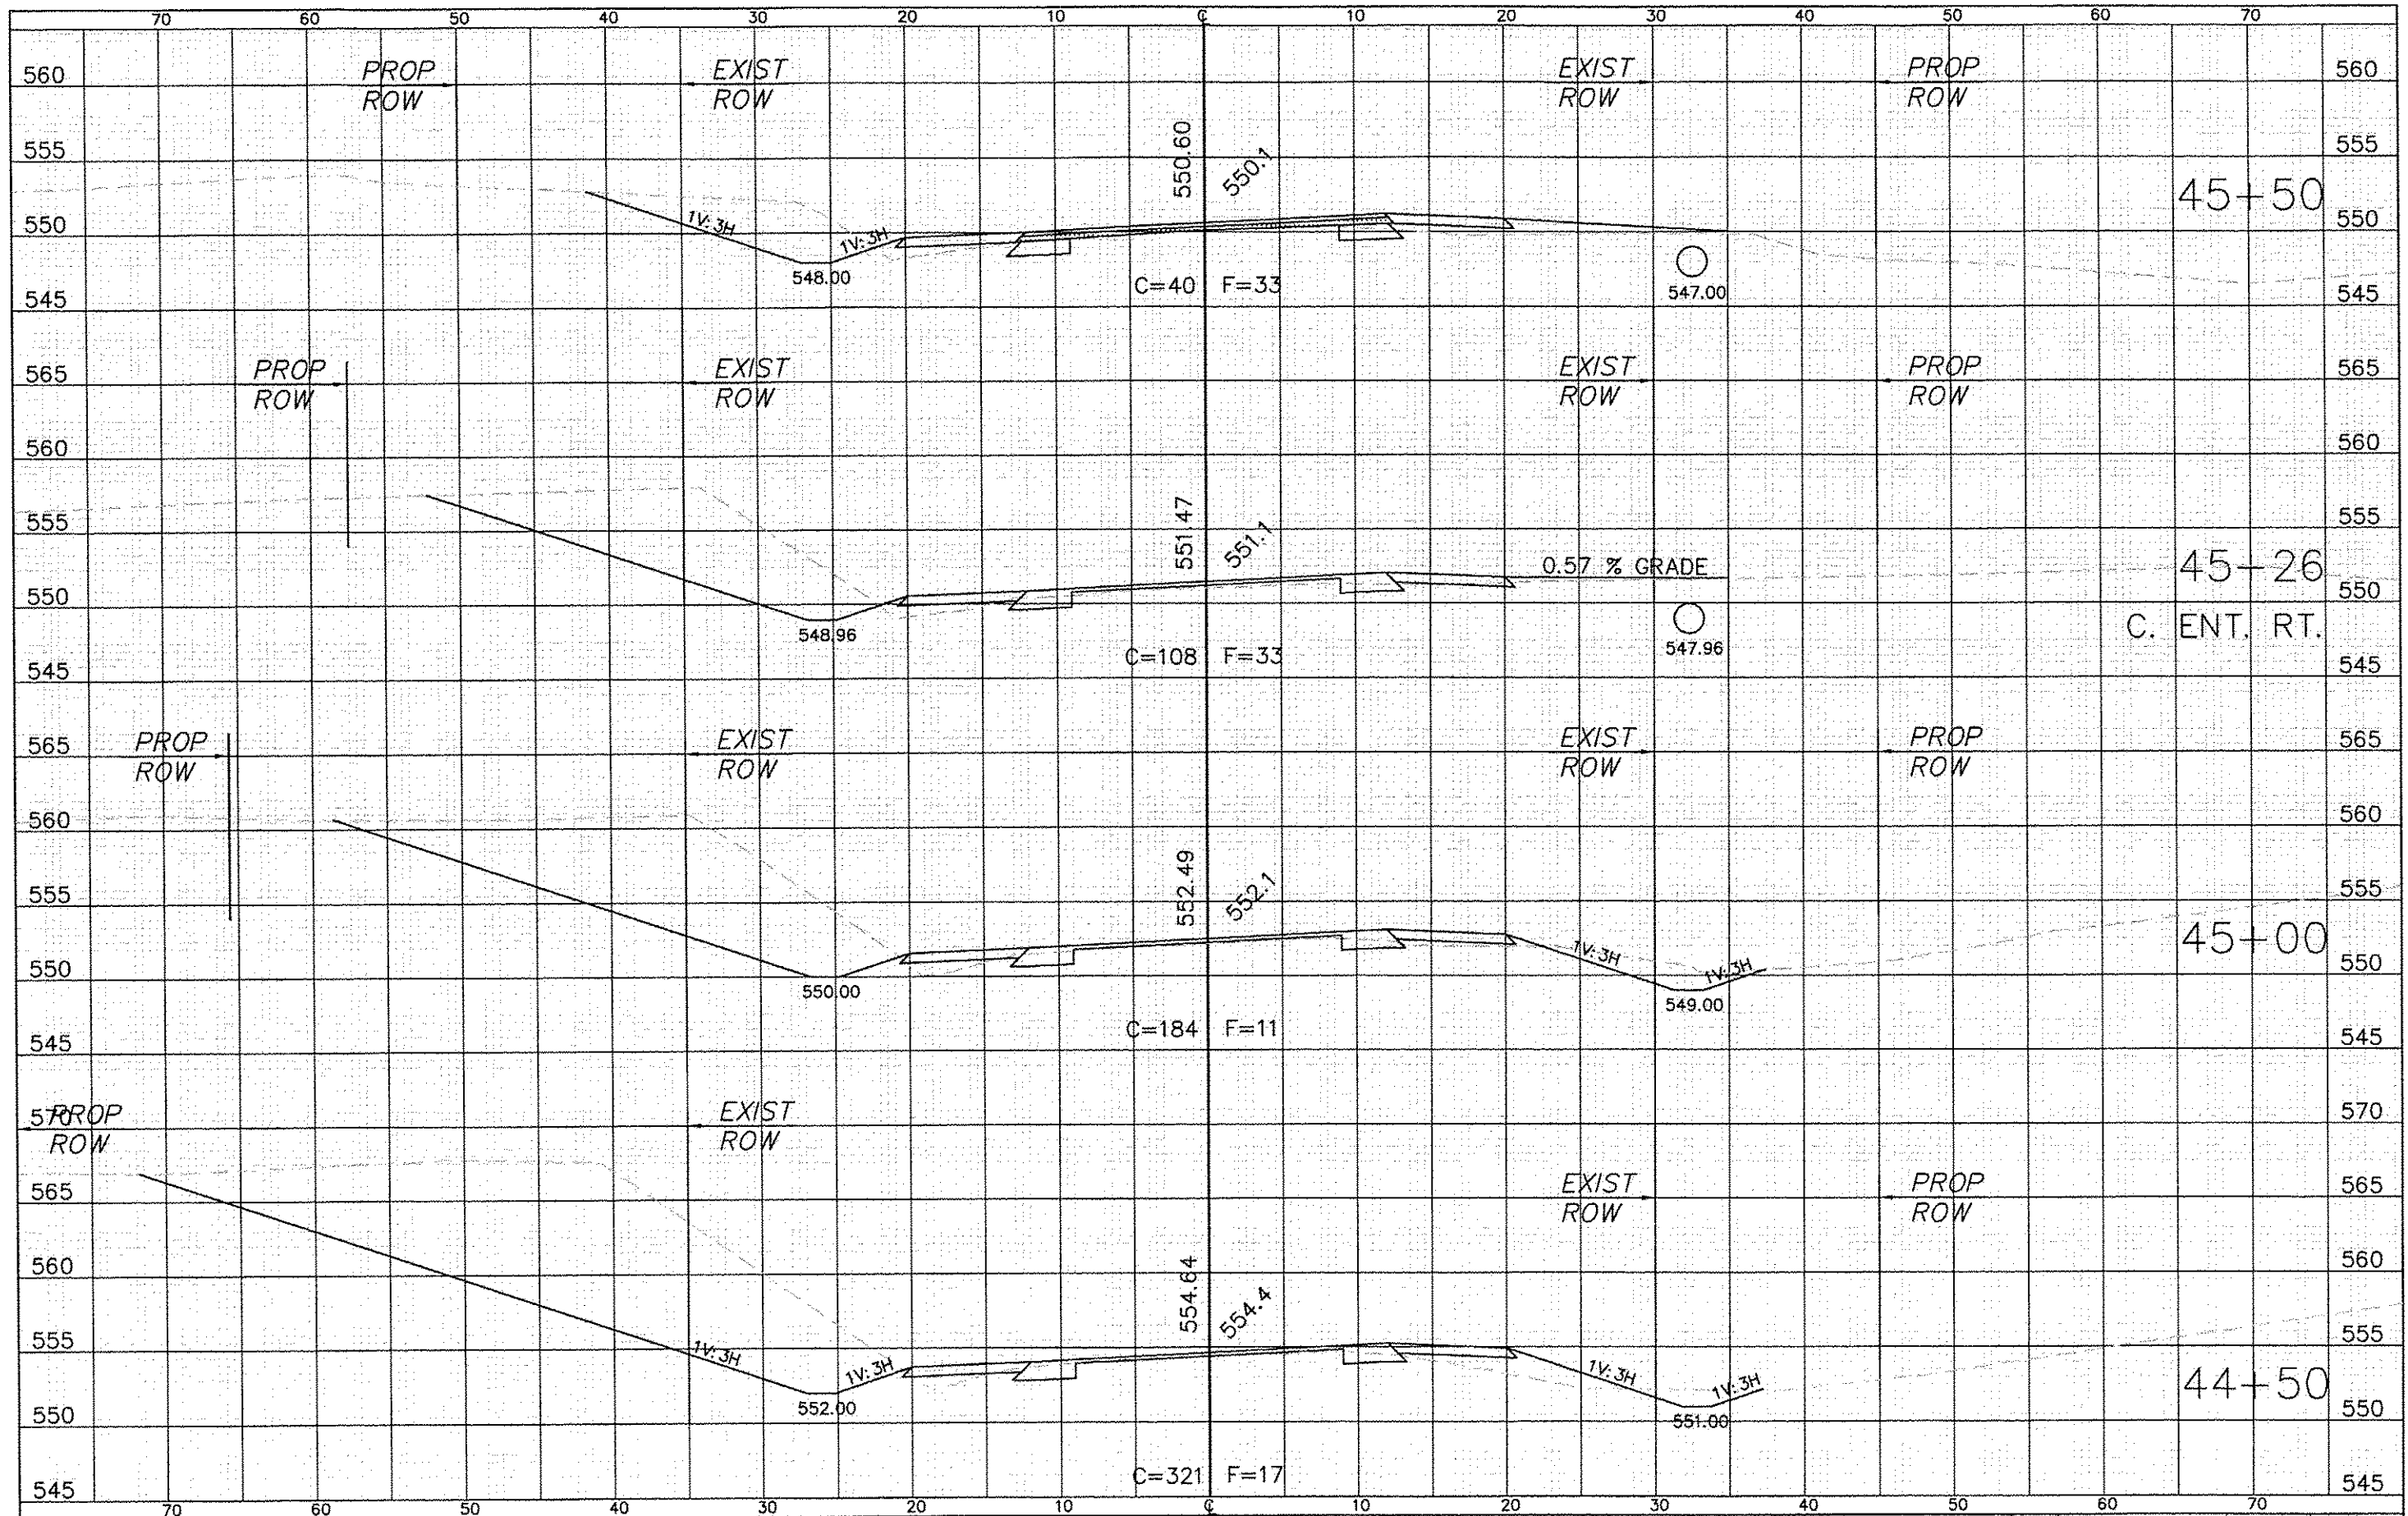 70 60 50 40 30 20 10 ℄ 10 20 30 40 50 60 70
560 PROP ROW EXIST ROW EXIST ROW PROP ROW 560
555 550.60 550.1 555
45+50
550 1V:3H 1V:3H 550
548.00 547.00
C=40 F=33
545 545
565 PROP ROW EXIST ROW EXIST ROW PROP ROW 565
560 560
555 551.47 551.1 555
0.57 % GRADE 45+26
550 550
548.96 547.96 C. ENT. RT.
C=108 F=33
545 545
565 PROP ROW EXIST ROW EXIST ROW PROP ROW 565
560 560
555 552.49 552.1 555
45+00
550 1V:3H 1V:3H 550
550.00 549.00
C=184 F=11
545 545
570 PROP ROW EXIST ROW 570
565 EXIST ROW PROP ROW 565
560 560
554.64 554.4
555 1V:3H 1V:3H 1V:3H 1V:3H 555
44+50
552.00 551.00
550 550
C=321 F=17
545 545
70 60 50 40 30 20 10 ℄ 10 20 30 40 50 60 70